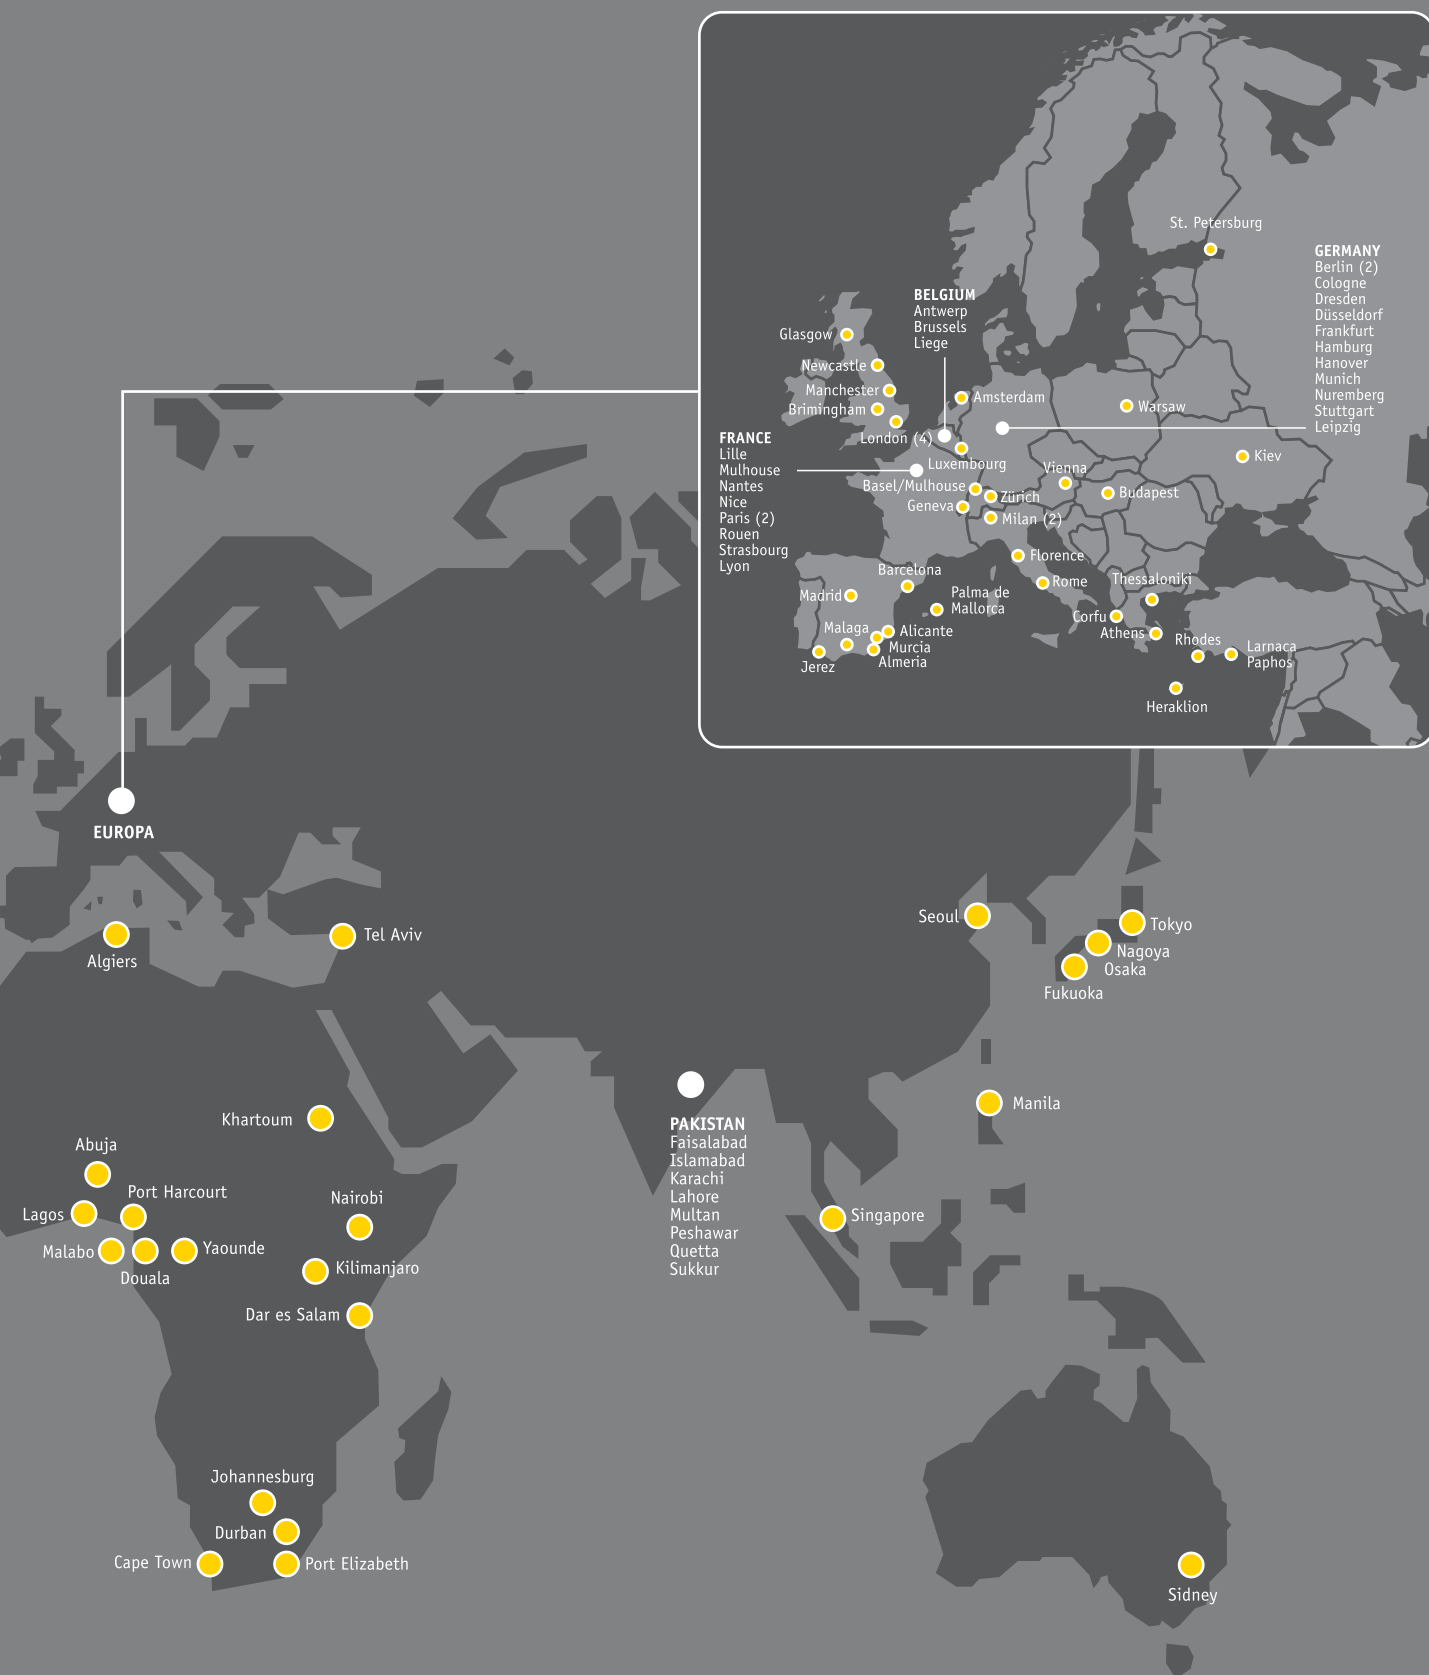 St. Petersburg
GERMANY
Berlin (2)
Cologne
Dresden
Düsseldorf
Frankfurt
Hamburg
Hanover
Munich
Nuremberg
Stuttgart
Leipzig
BELGIUM
Antwerp
Brussels
Liege
Glasgow
Newcastle
Manchester
Brimingham
London (4)
Amsterdam
Warsaw
FRANCE
Lille
Mulhouse
Nantes
Nice
Paris (2)
Rouen
Strasbourg
Lyon
Luxembourg
Vienna
Kiev
Basel/Mulhouse
Zürich
Budapest
Geneva
Milan (2)
Florence
Barcelona
Rome
Thessaloniki
Madrid
Palma de
Mallorca
Corfu
Malaga
Alicante
Athens
Murcia
Rhodes
Larnaca
Paphos
Jerez
Almeria
Heraklion
EUROPA
Algiers
Tel Aviv
Seoul
Tokyo
Nagoya
Osaka
Fukuoka
Manila
Khartoum
PAKISTAN
Faisalabad
Islamabad
Karachi
Lahore
Multan
Peshawar
Quetta
Sukkur
Abuja
Port Harcourt
Nairobi
Lagos
Singapore
Malabo
Yaounde
Douala
Kilimanjaro
Dar es Salam
Johannesburg
Durban
Cape Town
Port Elizabeth
Sidney